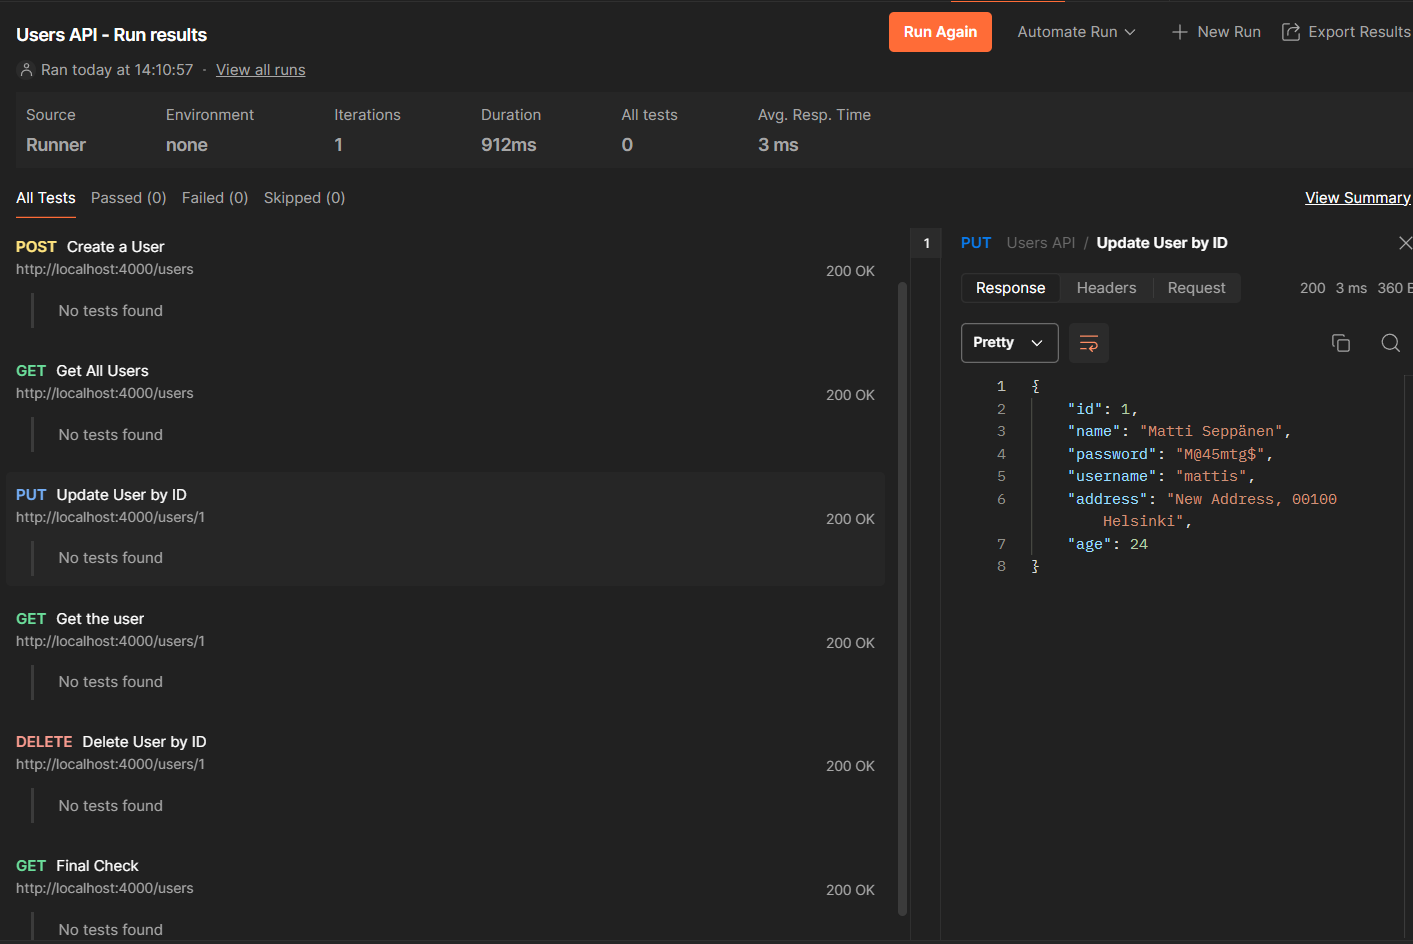 Users API - Run results
Run Again
Automate Run
New Run
Export Results
Ran today at 14:10:57 · View all runs
Source
Environment
Iterations
Duration
All tests
Avg. Resp. Time
Runner
none
1
912ms
0
3 ms
All Tests
Passed (0)
Failed (0)
Skipped (0)
View Summary
POST Create a User
http://localhost:4000/users
200 OK
No tests found
GET Get All Users
http://localhost:4000/users
200 OK
No tests found
PUT Update User by ID
http://localhost:4000/users/1
200 OK
No tests found
GET Get the user
http://localhost:4000/users/1
200 OK
No tests found
DELETE Delete User by ID
http://localhost:4000/users/1
200 OK
No tests found
GET Final Check
http://localhost:4000/users
200 OK
No tests found
1
PUT Users API / Update User by ID
Response
Headers
Request
200 3 ms 360 B
Pretty
1 {
2 "id": 1,
3 "name": "Matti Seppänen",
4 "password": "M@45mtg$",
5 "username": "mattis",
6 "address": "New Address, 00100
Helsinki",
7 "age": 24
8 }